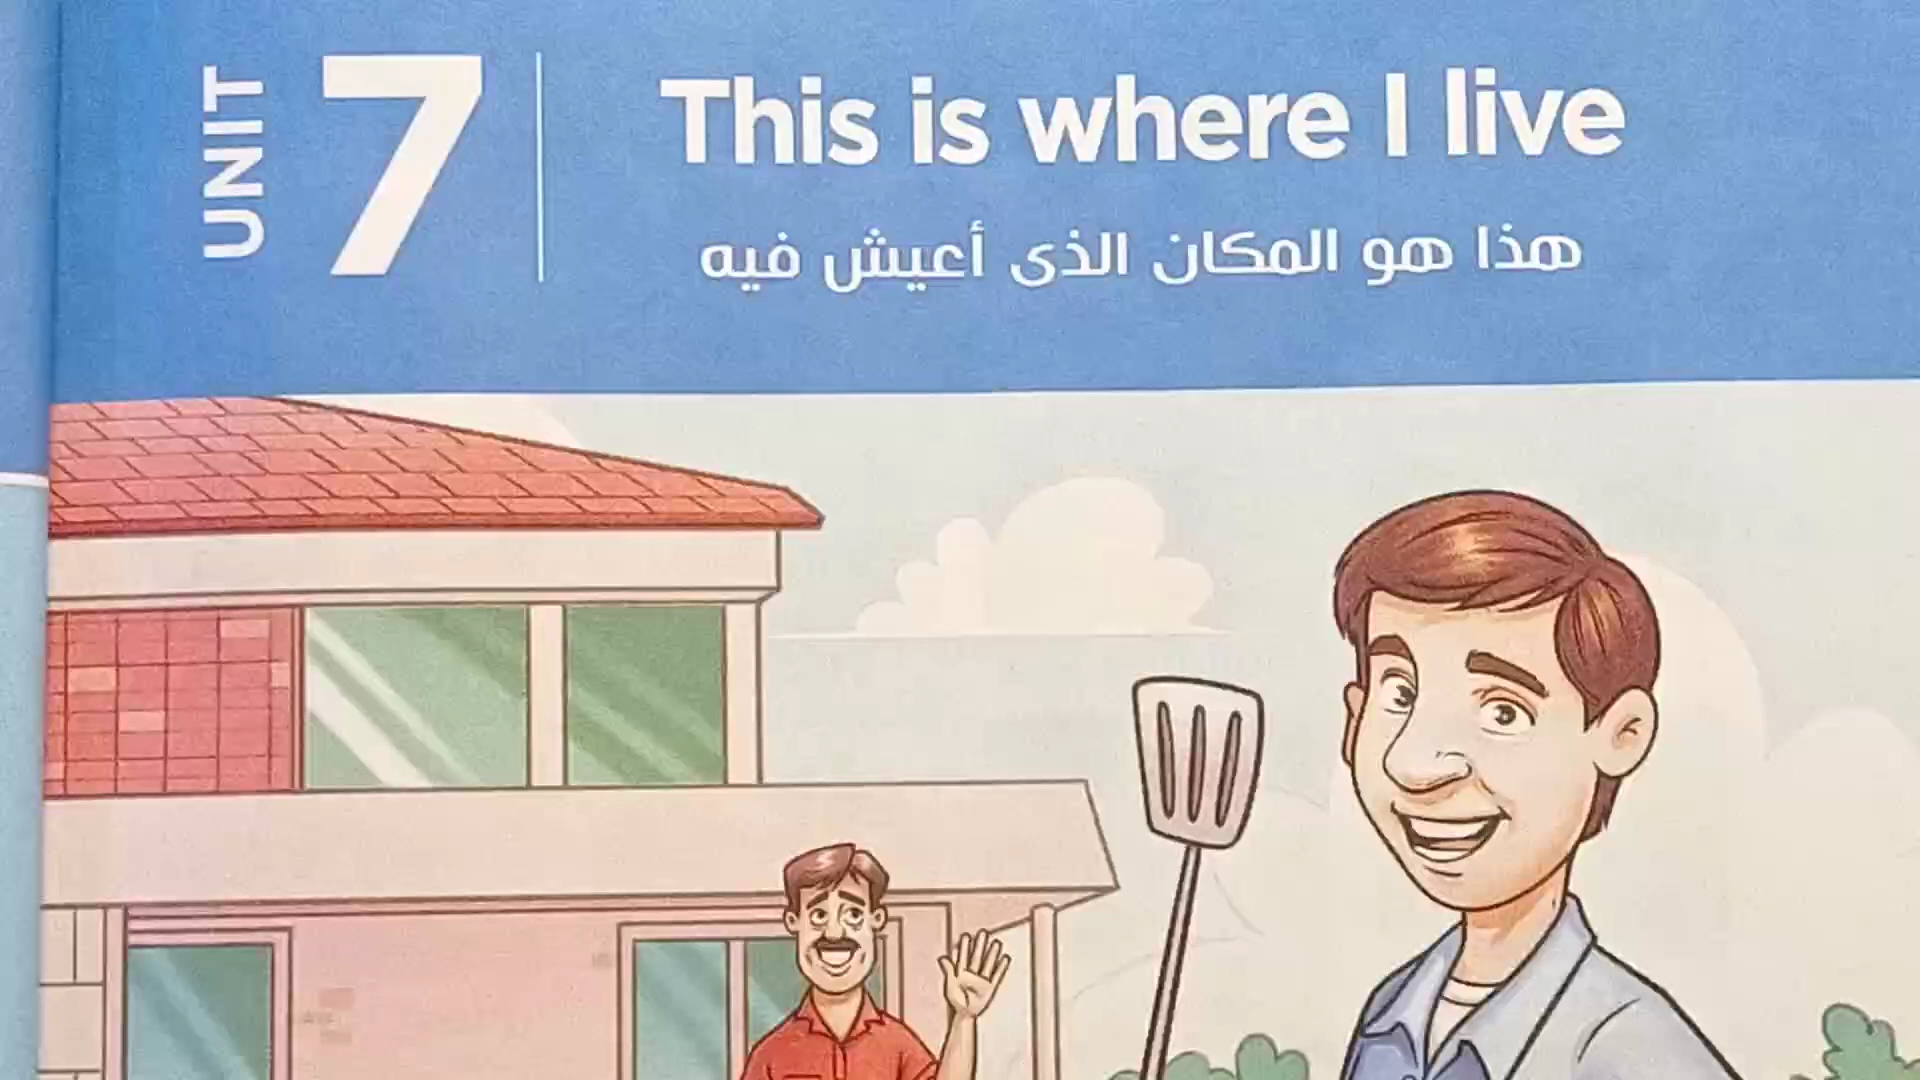 UNIT 7
This is where I live
هذا هو المكان الذى أعيش فيه